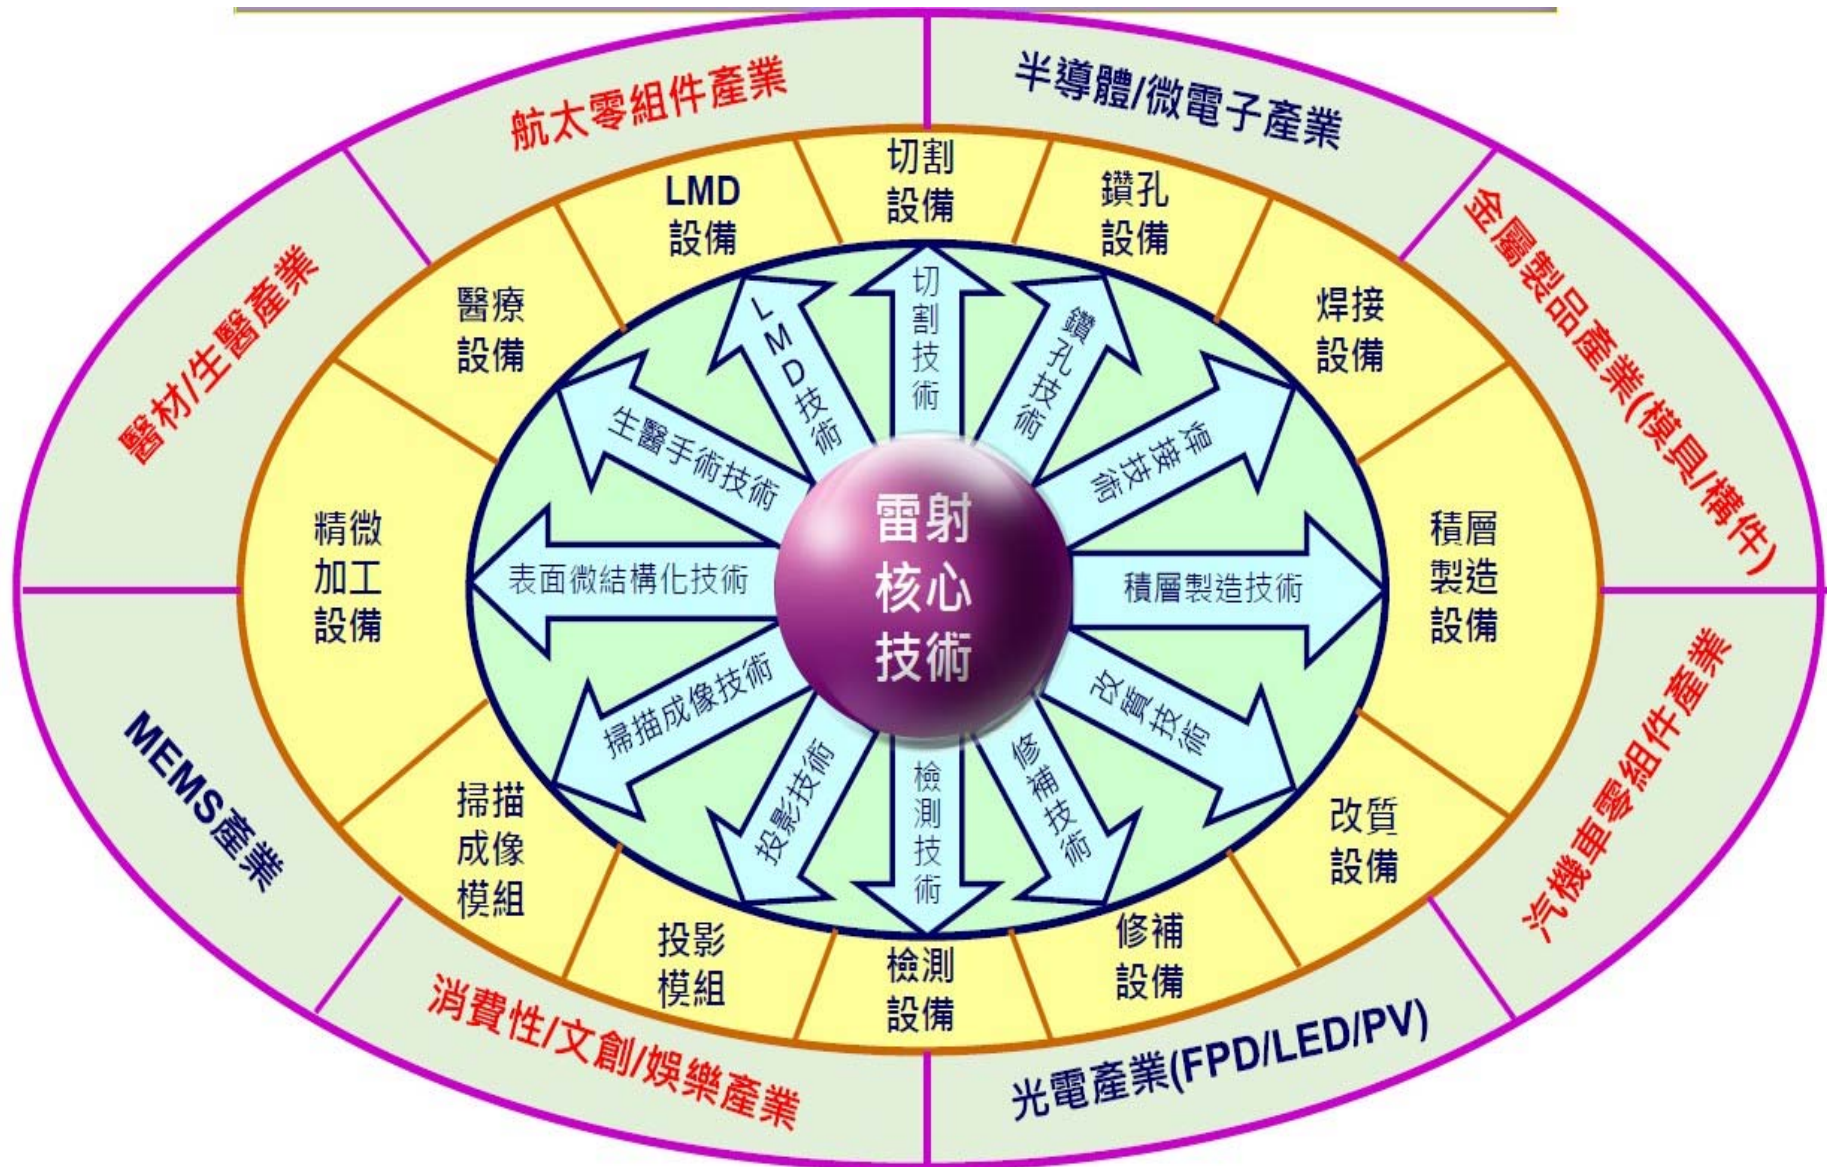 航太零組件產業
半導體/微電子產業
金屬製品產業(模具/構件)
汽機車零組件產業
光電產業(FPD/LED/PV)
消費性/文創/娛樂產業
MEMS產業
醫材/生醫產業
切割
設備
鑽孔
設備
焊接
設備
積層
製造
設備
改質
設備
修補
設備
檢測
設備
投影
模組
掃描
成像
模組
精微
加工
設備
醫療
設備
LMD
設備
切割技術
鑽孔技術
焊接技術
積層製造技術
改質技術
修補技術
檢測技術
投影技術
掃描成像技術
表面微結構化技術
生醫手術技術
LMD技術
雷射
核心
技術